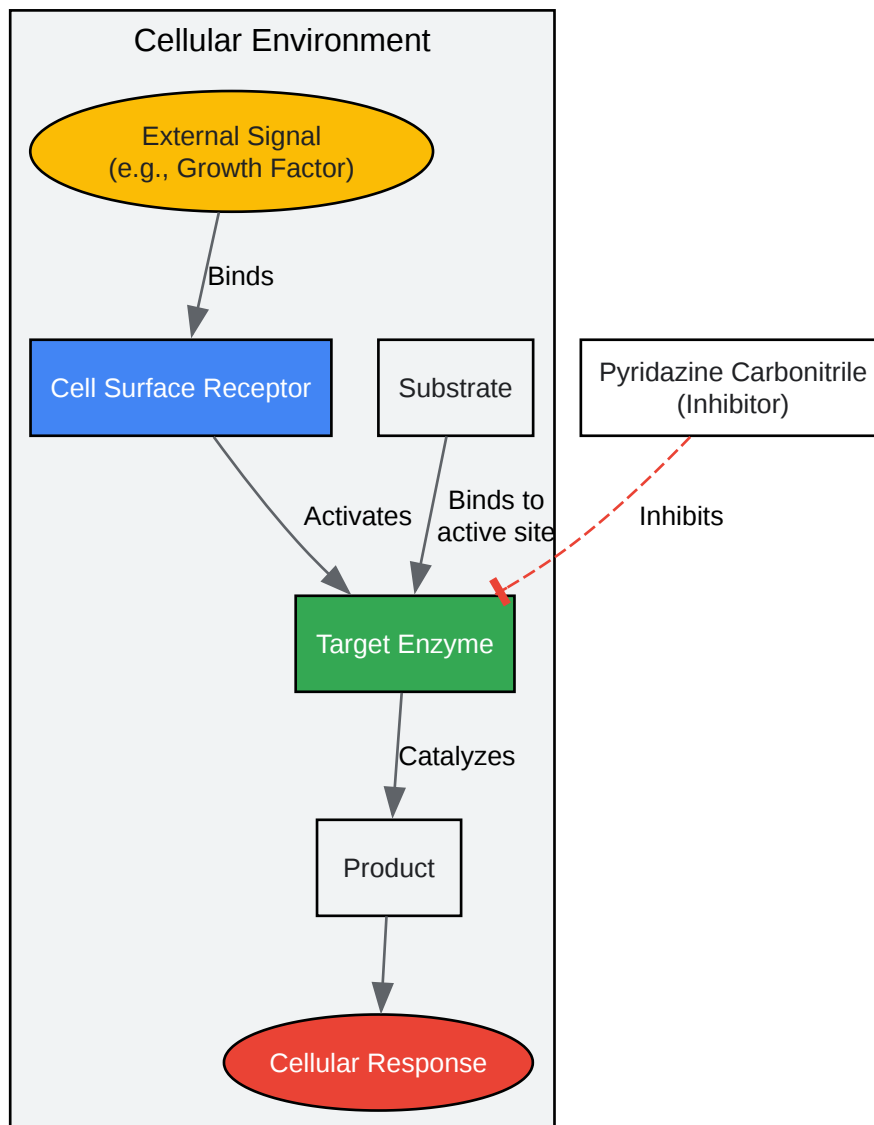 Cellular Environment
External Signal
(e.g., Growth Factor)
Binds
Cell Surface Receptor
Substrate
Pyridazine Carbonitrile
(Inhibitor)
Activates
Binds to
active site
Inhibits
Target Enzyme
Catalyzes
Product
Cellular Response